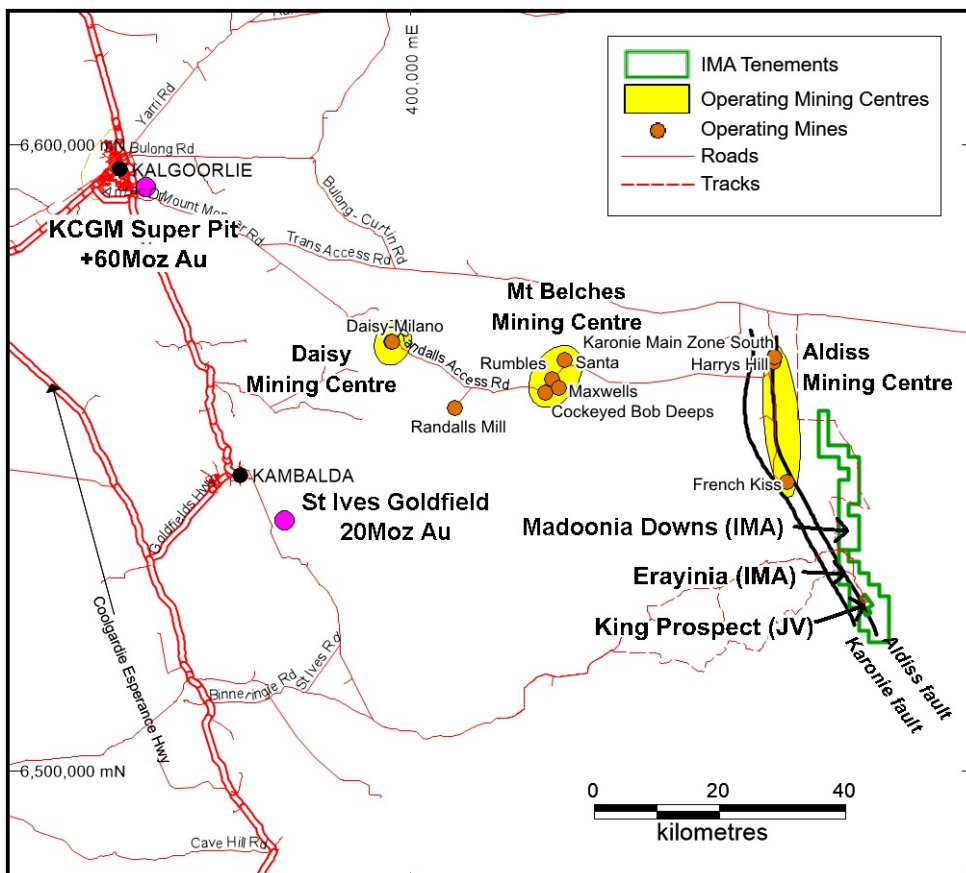 400,000 mE
IMA Tenements
Operating Mining Centres
Operating Mines
Roads
Tracks
Yarri Rd
6,600,000 mN
Bulong Rd
KALGOORLIE
KCGM Super Pit
+60Moz Au
Bulong - Curtin Rd
Trans Access Rd
Mt Belches
Mining Centre
Daisy-Milano
Daisy
Mining Centre
Randalls Access Rd
Karonie Main Zone South
Harrys Hill
Aldiss
Mining Centre
Rumbles
Santa
Maxwells
Cockeyed Bob Deeps
Randalls Mill
KAMBALDA
Goldfields Hwy
St Ives Goldfield
20Moz Au
French Kiss
Madoonia Downs (IMA)
Erayinia (IMA)
King Prospect (JV)
Aldiss fault
Karonie fault
Coolgardie Esperance Hwy
St Ives Rd
Binneringie Rd
6,500,000 mN
Cave Hill Rd
0 20 40
kilometres